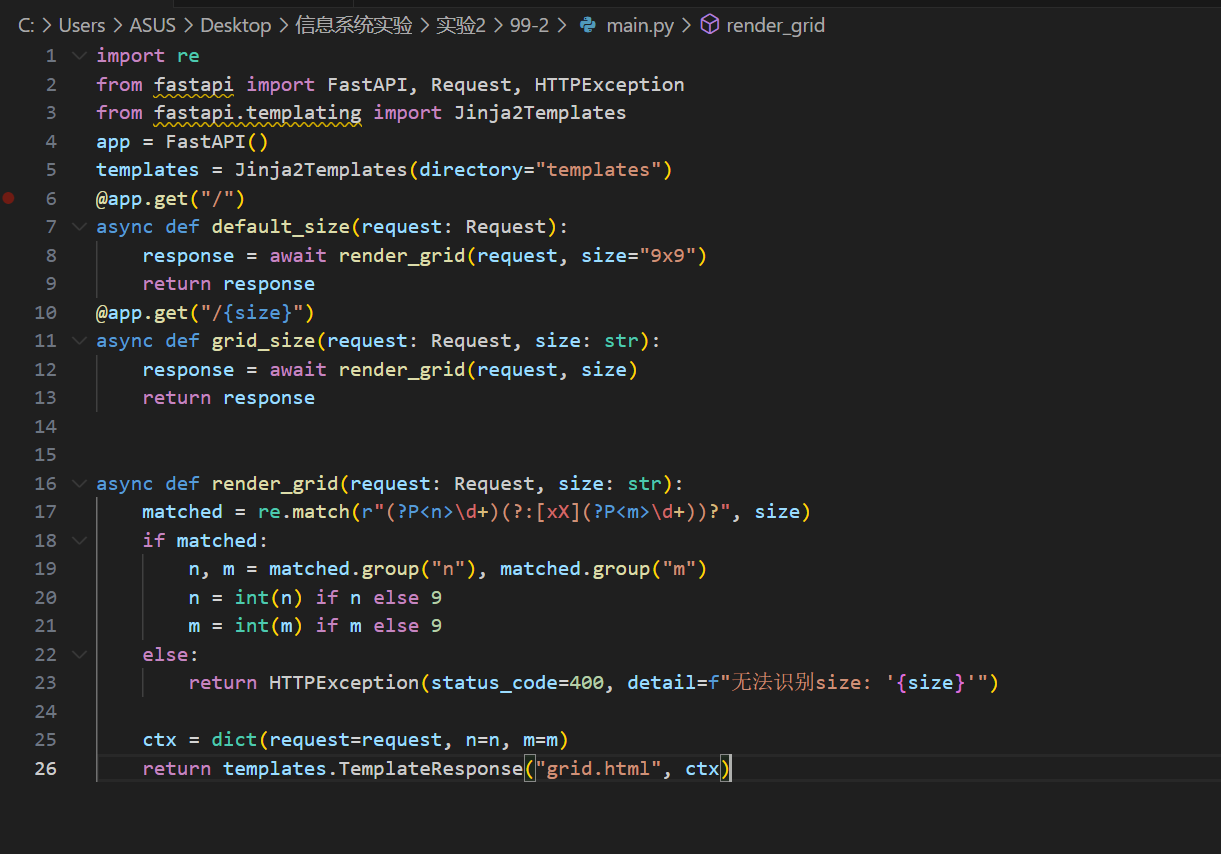 C: > Users > ASUS > Desktop > 信息系统实验 > 实验2 > 99-2 > main.py > render_grid
1 import re
2 from fastapi import FastAPI, Request, HTTPException
3 from fastapi.templating import Jinja2Templates
4 app = FastAPI()
5 templates = Jinja2Templates(directory="templates")
6 @app.get("/")
7 async def default_size(request: Request):
8     response = await render_grid(request, size="9x9")
9     return response
10 @app.get("/{size}")
11 async def grid_size(request: Request, size: str):
12     response = await render_grid(request, size)
13     return response
14
15
16 async def render_grid(request: Request, size: str):
17     matched = re.match(r"(?P<n>\d+)(?:[xX](?P<m>\d+))?", size)
18     if matched:
19         n, m = matched.group("n"), matched.group("m")
20         n = int(n) if n else 9
21         m = int(m) if m else 9
22     else:
23         return HTTPException(status_code=400, detail=f"无法识别size: '{size}'")
24
25     ctx = dict(request=request, n=n, m=m)
26     return templates.TemplateResponse("grid.html", ctx)